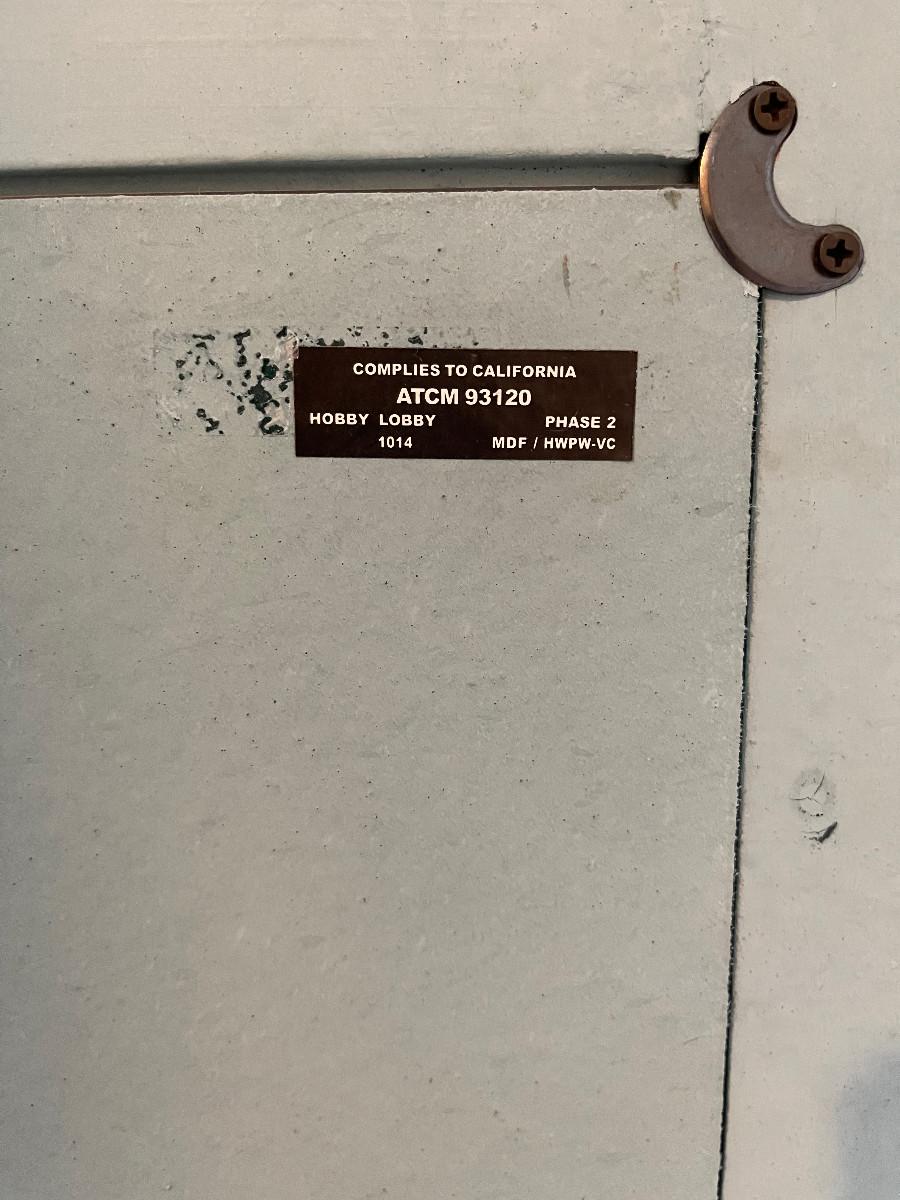 COMPLIES TO CALIFORNIA
ATCM 93120
HOBBY LOBBY PHASE 2
1014 MDF / HWPW-VC